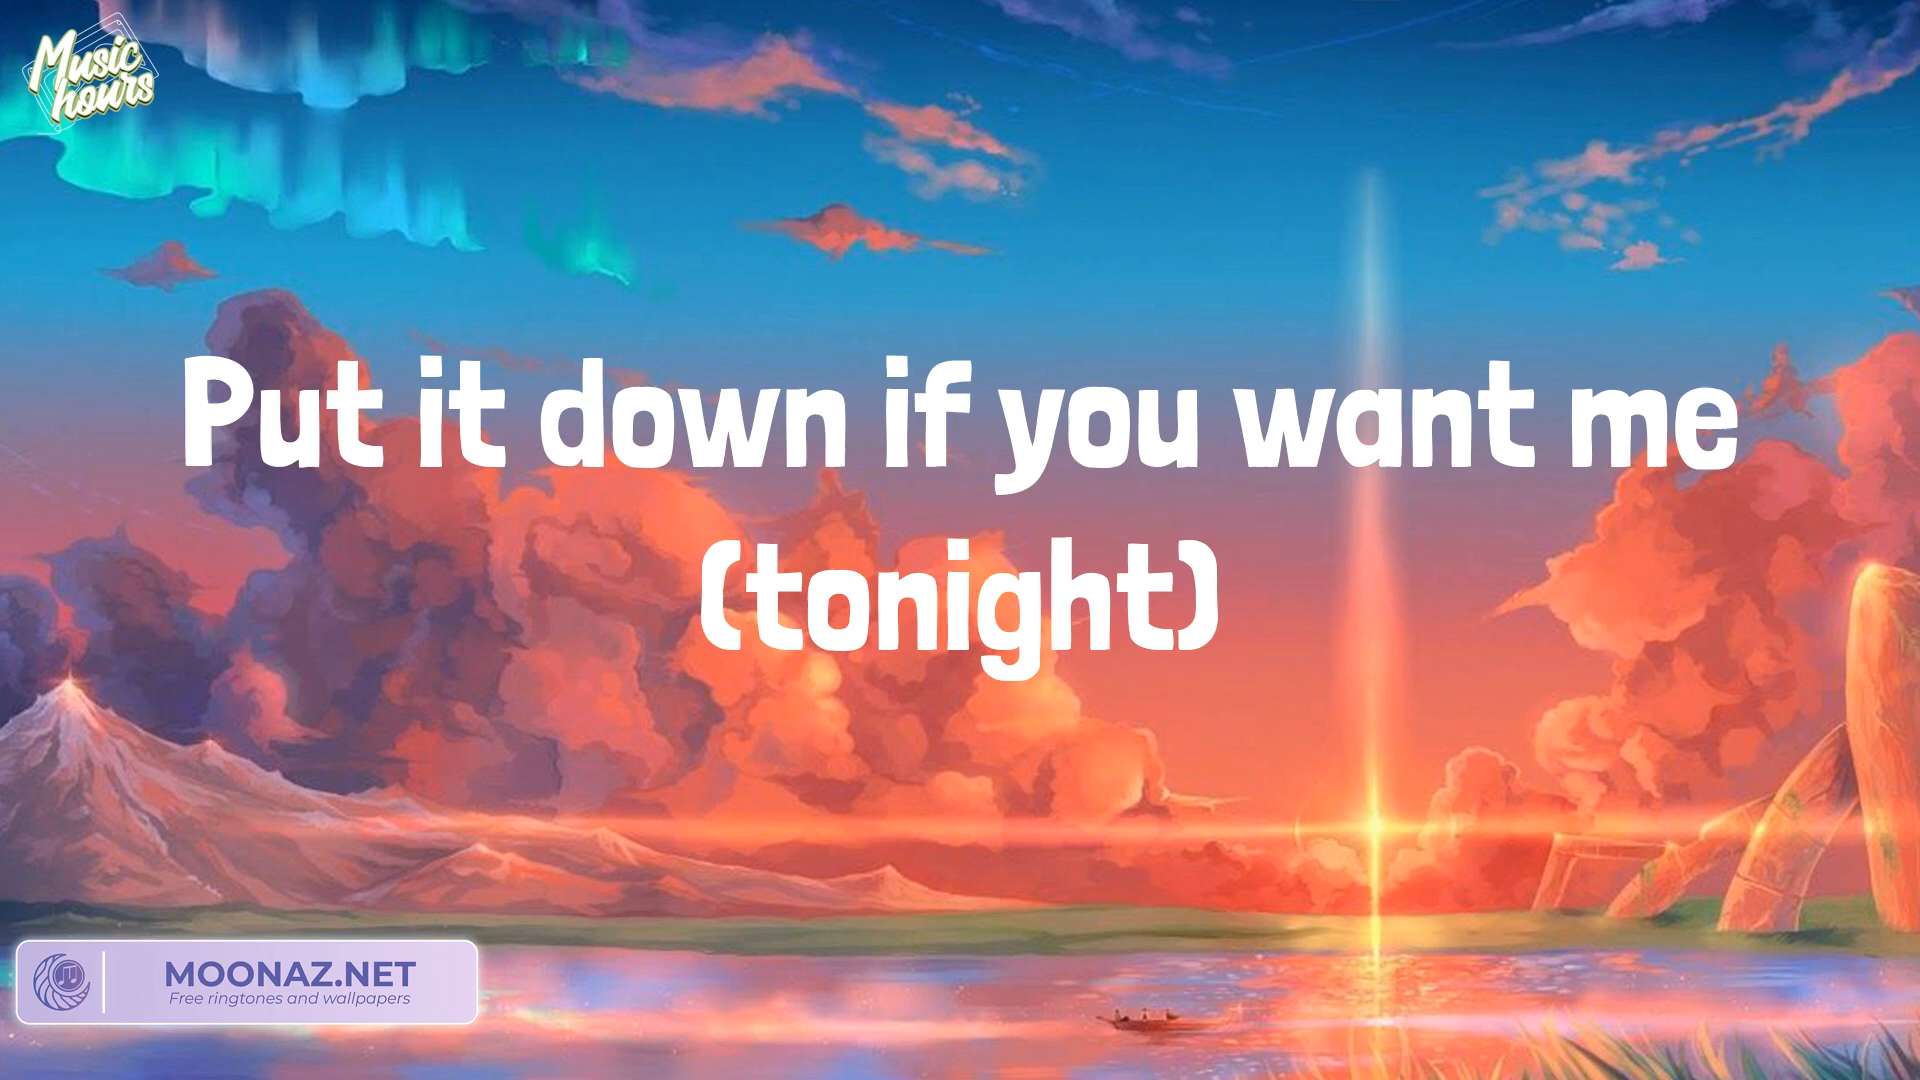 Music
hours
Put it down if you want me
(tonight)
MOONAZ.NET
Free ringtones and wallpapers